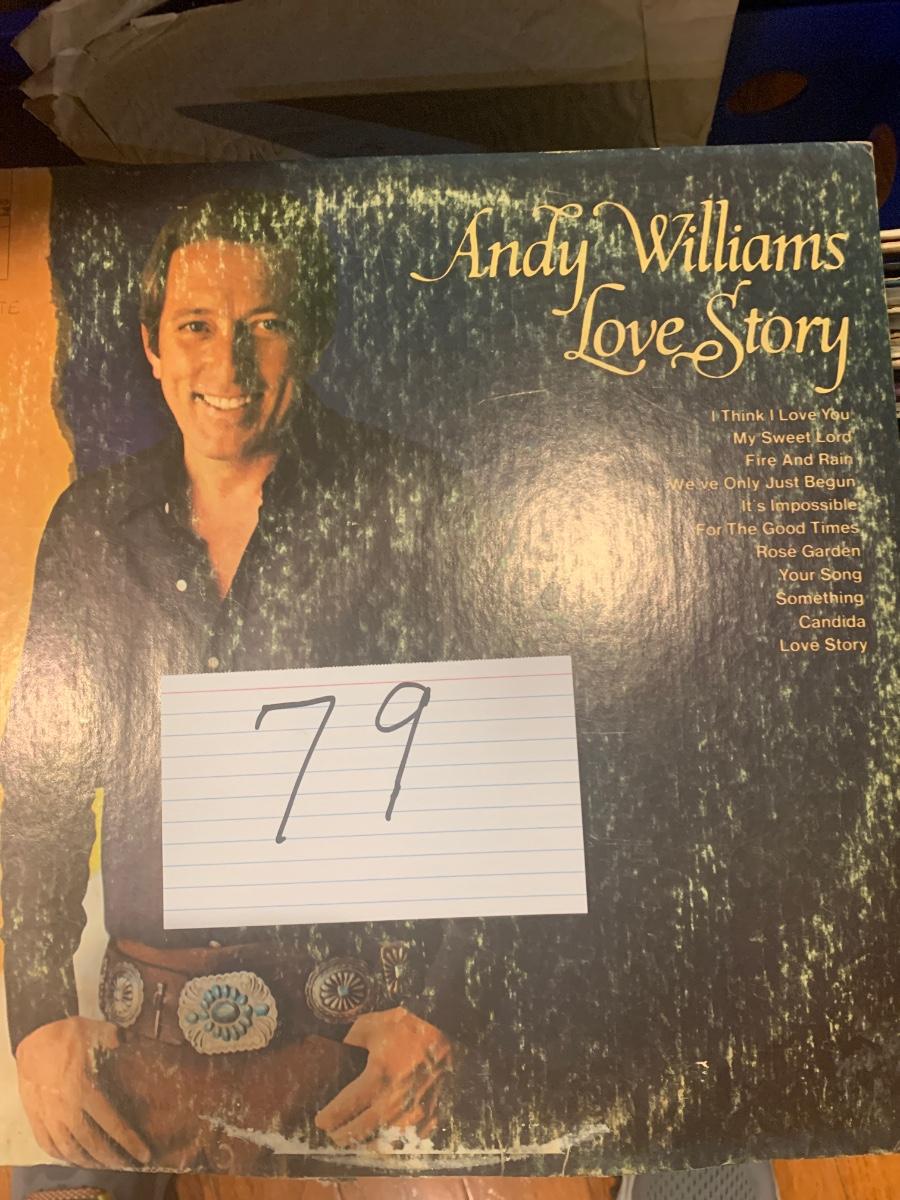 Andy Williams
Love Story
I Think I Love You
My Sweet Lord
Fire And Rain
We've Only Just Begun
It's Impossible
For The Good Times
Rose Garden
Your Song
Something
Candida
Love Story
79
TE